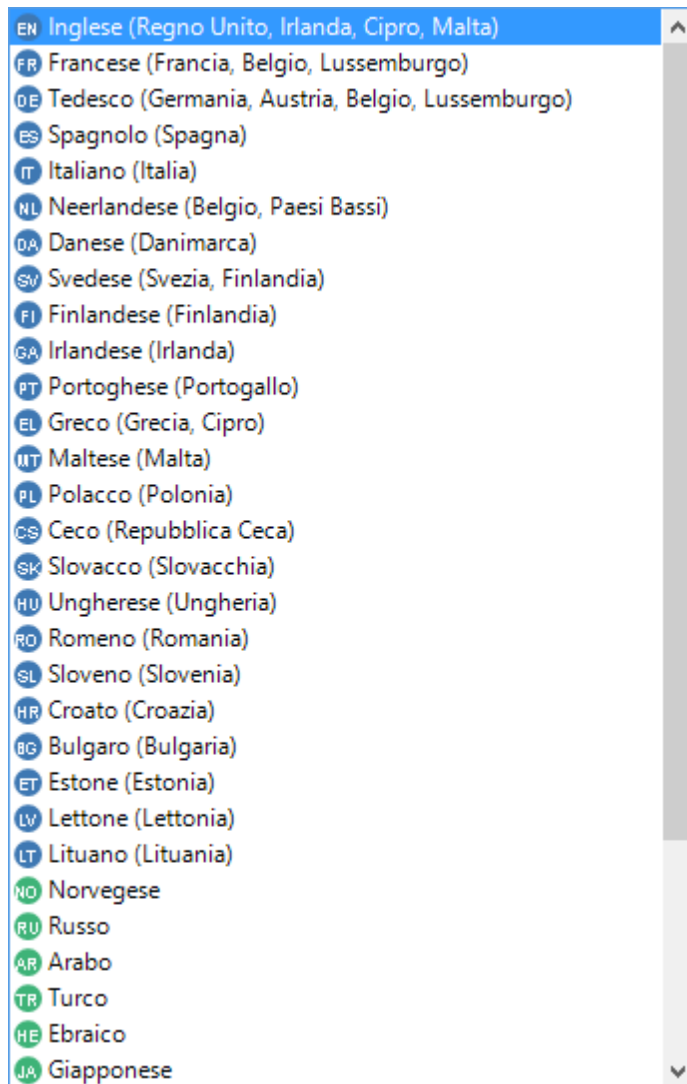 EN Inglese (Regno Unito, Irlanda, Cipro, Malta)
FR Francese (Francia, Belgio, Lussemburgo)
DE Tedesco (Germania, Austria, Belgio, Lussemburgo)
ES Spagnolo (Spagna)
IT Italiano (Italia)
NL Neerlandese (Belgio, Paesi Bassi)
DA Danese (Danimarca)
SV Svedese (Svezia, Finlandia)
FI Finlandese (Finlandia)
GA Irlandese (Irlanda)
PT Portoghese (Portogallo)
EL Greco (Grecia, Cipro)
MT Maltese (Malta)
PL Polacco (Polonia)
CS Ceco (Repubblica Ceca)
SK Slovacco (Slovacchia)
HU Ungherese (Ungheria)
RO Romeno (Romania)
SL Sloveno (Slovenia)
HR Croato (Croazia)
BG Bulgaro (Bulgaria)
ET Estone (Estonia)
LV Lettone (Lettonia)
LT Lituano (Lituania)
NO Norvegese
RU Russo
AR Arabo
TR Turco
HE Ebraico
JA Giapponese